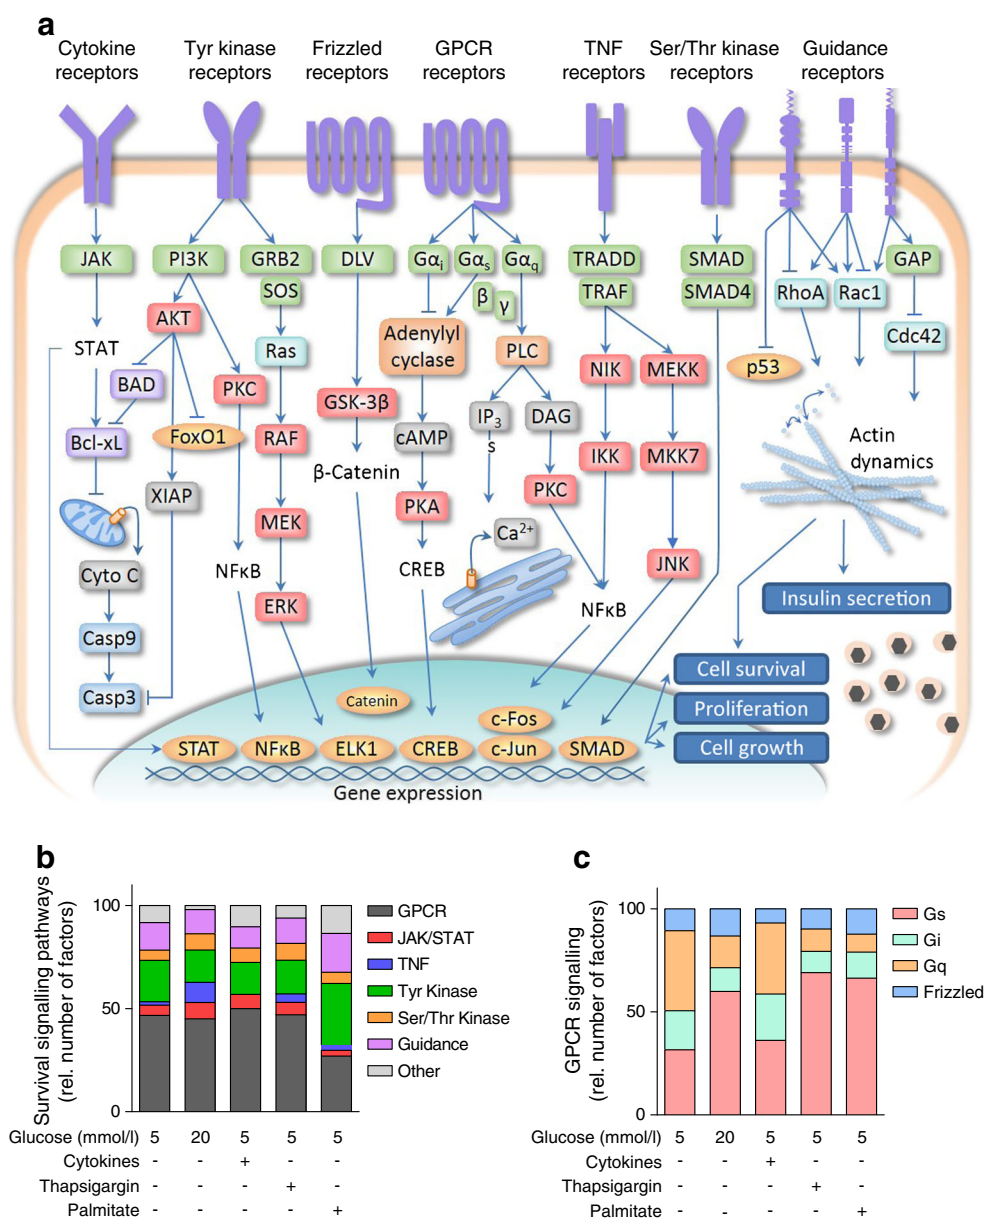 a
Cytokine receptors
Tyr kinase receptors
Frizzled receptors
GPCR receptors
TNF receptors
Ser/Thr kinase receptors
Guidance receptors
JAK
PI3K
GRB2
SOS
DLV
Gαi
Gαs
Gαq
β
γ
TRADD
TRAF
SMAD
SMAD4
GAP
RhoA
Rac1
Cdc42
AKT
STAT
BAD
PKC
Ras
Adenylyl
cyclase
PLC
NIK
MEKK
p53
GSK-3β
IP3
s
DAG
Bcl-xL
FoxO1
RAF
cAMP
IKK
MKK7
Actin
dynamics
β-Catenin
XIAP
PKA
PKC
MEK
Ca2+
Cyto C
NFκB
CREB
JNK
ERK
NFκB
Insulin secretion
Casp9
Casp3
Cell survival
Proliferation
Cell growth
Catenin
c-Fos
STAT
NFκB
ELK1
CREB
c-Jun
SMAD
Gene expression
b
Survival signalling pathways
(rel. number of factors)
100
50
0
GPCR
JAK/STAT
TNF
Tyr Kinase
Ser/Thr Kinase
Guidance
Other
Glucose (mmol/l) 5 20 5 5 5
Cytokines - - + - -
Thapsigargin - - - + -
Palmitate - - - - +
c
GPCR signalling
(rel. number of factors)
100
50
0
Gs
Gi
Gq
Frizzled
Glucose (mmol/l) 5 20 5 5 5
Cytokines - - + - -
Thapsigargin - - - + -
Palmitate - - - - +